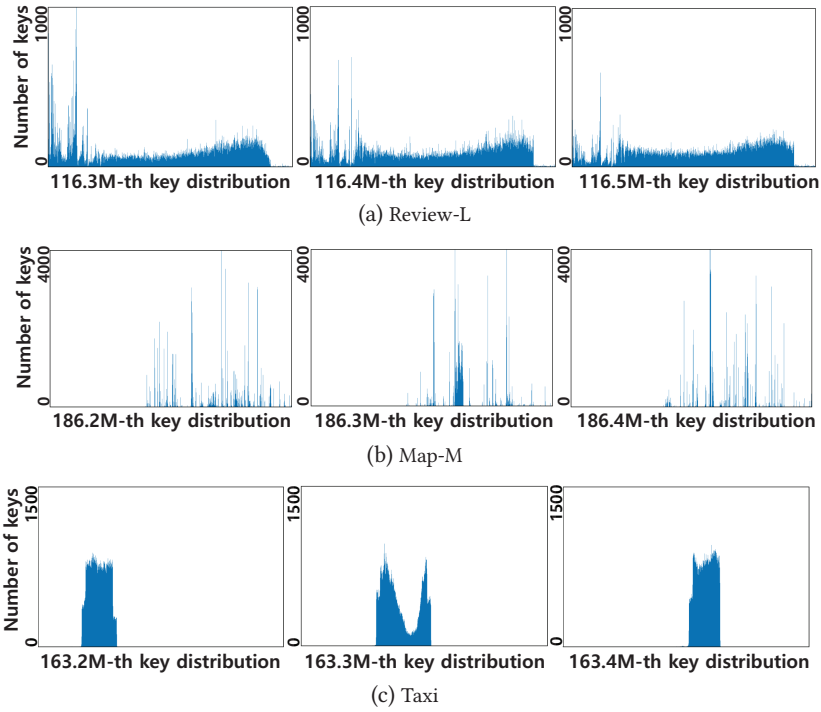 Number of keys
1000
0
1000
0
1000
0
116.3M-th key distribution
116.4M-th key distribution
116.5M-th key distribution
(a) Review-L
Number of keys
4000
0
4000
0
4000
0
186.2M-th key distribution
186.3M-th key distribution
186.4M-th key distribution
(b) Map-M
Number of keys
1500
0
1500
0
1500
0
163.2M-th key distribution
163.3M-th key distribution
163.4M-th key distribution
(c) Taxi